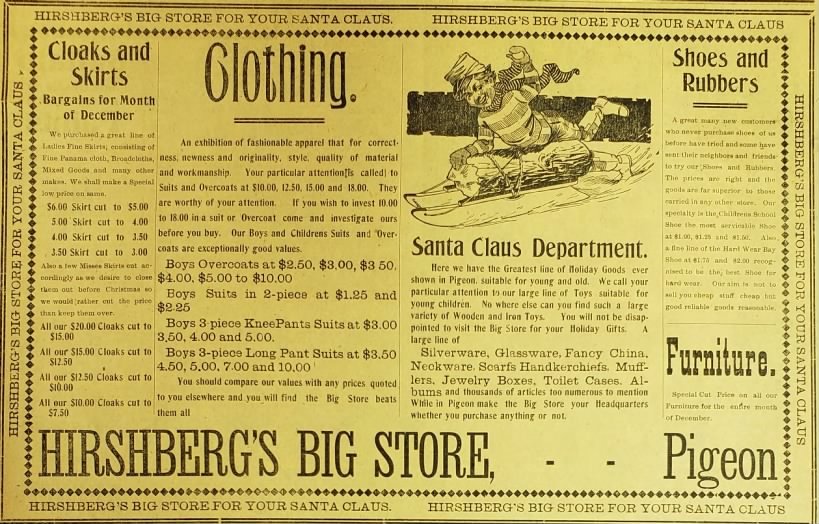 HIRSHBERG'S BIG STORE FOR YOUR SANTA CLAUS.
HIRSHBERG'S BIG STORE FOR YOUR SANTA CLAUS
HIRSHBERG'S BIG STORE FOR YOUR SANTA CLAUS
Cloaks and
Skirts
Bargains for Month
of December
We purchased a great line of
Ladies Fine Skirts, consisting of
Fine Panama cloth, Broadcloths,
Mixed Goods and many other
makes. We shall make a Special
low price on same.
$6.00 Skirt cut to $5.00
5.00 Skirt cut to 4.00
4.00 Skirt cut to 3.50
3.50 Skirt cut to 3.00
Also a few Misses Skirts cut ac-
cordingly as we desire to close
them out before Christmas so
we would rather cut the price
than keep them over.
All our $20.00 Cloaks cut to
$15.00
All our $15.00 Cloaks cut to
$12.50
All our $12.50 Cloaks cut to
$10.00
All our $10.00 Cloaks cut to
$7.50
Clothing.
An exhibition of fashionable apparel that for correct-
ness, newness and originality, style, quality of material
and workmanship. Your particular attention is called to
Suits and Overcoats at $10.00, 12.50, 15.00 and 18.00. They
are worthy of your attention. If you wish to invest 10.00
to 18.00 in a suit or Overcoat come and investigate ours
before you buy. Our Boys and Childrens Suits and Over-
coats are exceptionally good values.
Boys Overcoats at $2.50, $3.00, $3 50,
$4.00, $5.00 to $10.00
Boys Suits in 2-piece at $1.25 and
$2.25
Boys 3-piece KneePants Suits at $3.00
3,50, 4.00 and 5.00.
Boys 3-piece Long Pant Suits at $3.50
4.50, 5.00, 7.00 and 10.00
You should compare our values with any prices quoted
to you elsewhere and you will find the Big Store beats
them all
Santa Claus Department.
Here we have the Greatest line of Holiday Goods ever
shown in Pigeon, suitable for young and old. We call your
particular attention to our large line of Toys suitable for
young children. No where else can you find such a large
variety of Wooden and Iron Toys. You will not be disap-
pointed to visit the Big Store for your Holiday Gifts. A
large line of
Silverware, Glassware, Fancy China,
Neckware, Scarfs Handkerchiefs, Muff-
lers, Jewelry Boxes, Toilet Cases, Al-
bums and thousands of articles too numerous to mention
While in Pigeon make the Big Store your Headquarters
whether you purchase anything or not.
Shoes and
Rubbers
A great many new customers
who never purchase shoes of us
before have tried and some have
sent their neighbors and friends
to try our Shoes and Rubbers.
The prices are right and the
goods are far superior to those
carried in any other store. Our
specialty is the Childrens School
Shoe the most servicable Shoe
at $1.00, $1.25 and $1.50. Also
a fine line of the Hard Wear Bay
Shoe at $1.75 and $2.00 recog-
nised to be the best Shoe for
hard wear. Our aim is not to
sell you cheap stuff cheap but
good reliable goods reasonable.
Furniture.
Special Cut Price on all our
Furniture for the entire month
of December.
HIRSHBERG'S BIG STORE FOR YOUR SANTA CLAUS
HIRSHBERG'S BIG STORE, - - Pigeon
HIRSHBERG'S BIG STORE FOR YOUR SANTA CLAUS.
HIRSHBERG'S BIG STORE FOR YOUR SANTA CLAUS